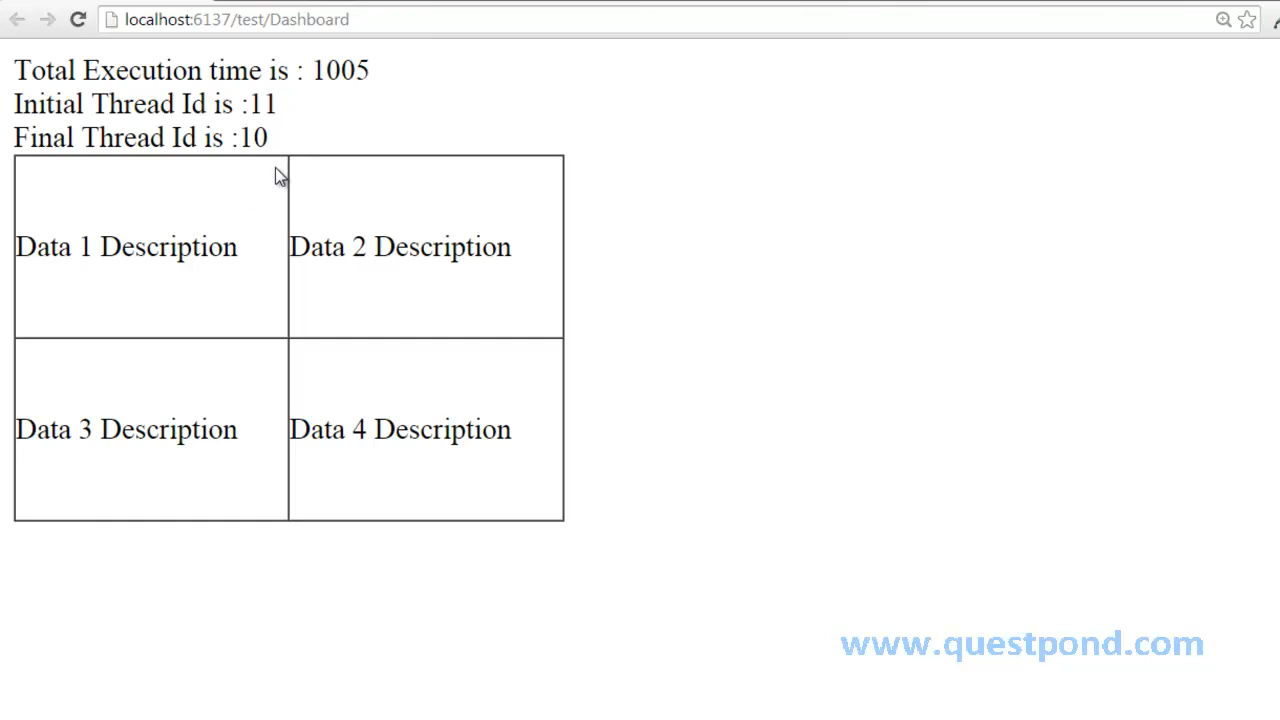 localhost:6137/test/Dashboard
Total Execution time is : 1005
Initial Thread Id is :11
Final Thread Id is :10
Data 1 Description Data 2 Description
Data 3 Description Data 4 Description
www.questpond.com